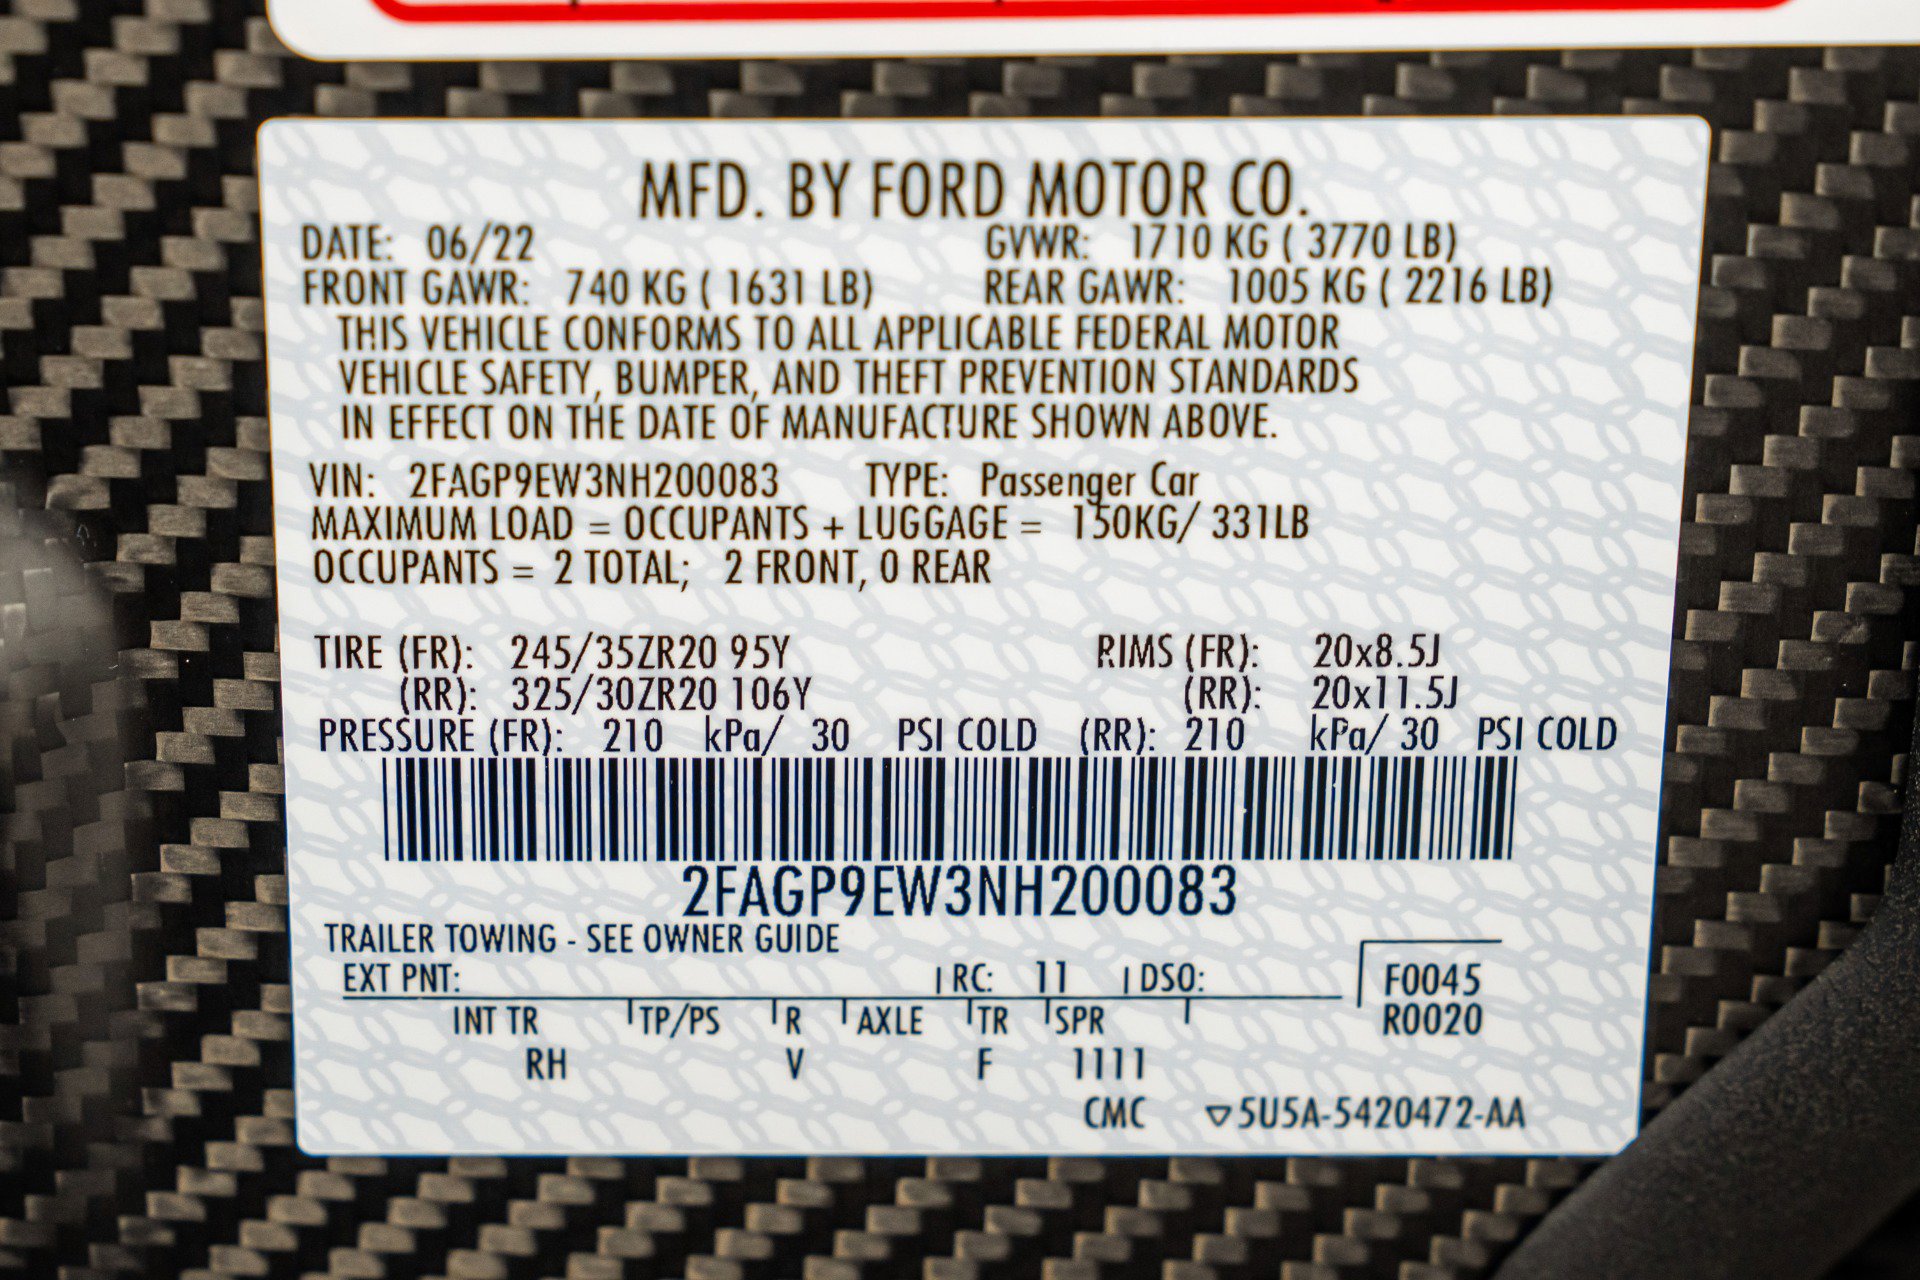 MFD. BY FORD MOTOR CO.
DATE: 06/22 GVWR: 1710 KG ( 3770 LB)
FRONT GAWR: 740 KG ( 1631 LB) REAR GAWR: 1005 KG ( 2216 LB)
THIS VEHICLE CONFORMS TO ALL APPLICABLE FEDERAL MOTOR
VEHICLE SAFETY, BUMPER, AND THEFT PREVENTION STANDARDS
IN EFFECT ON THE DATE OF MANUFACTURE SHOWN ABOVE.
VIN: 2FAGP9EW3NH200083 TYPE: Passenger Car
MAXIMUM LOAD = OCCUPANTS + LUGGAGE = 150KG/ 331LB
OCCUPANTS = 2 TOTAL; 2 FRONT, 0 REAR
TIRE (FR): 245/35ZR20 95Y RIMS (FR): 20x8.5J
(RR): 325/30ZR20 106Y (RR): 20x11.5J
PRESSURE (FR): 210 kPa/ 30 PSI COLD (RR): 210 kPa/ 30 PSI COLD
2FAGP9EW3NH200083
TRAILER TOWING - SEE OWNER GUIDE
EXT PNT: RC: 11 DSO: F0045
INT TR TP/PS R AXLE TR SPR R0020
RH V F 1111
CMC ▽5U5A-5420472-AA